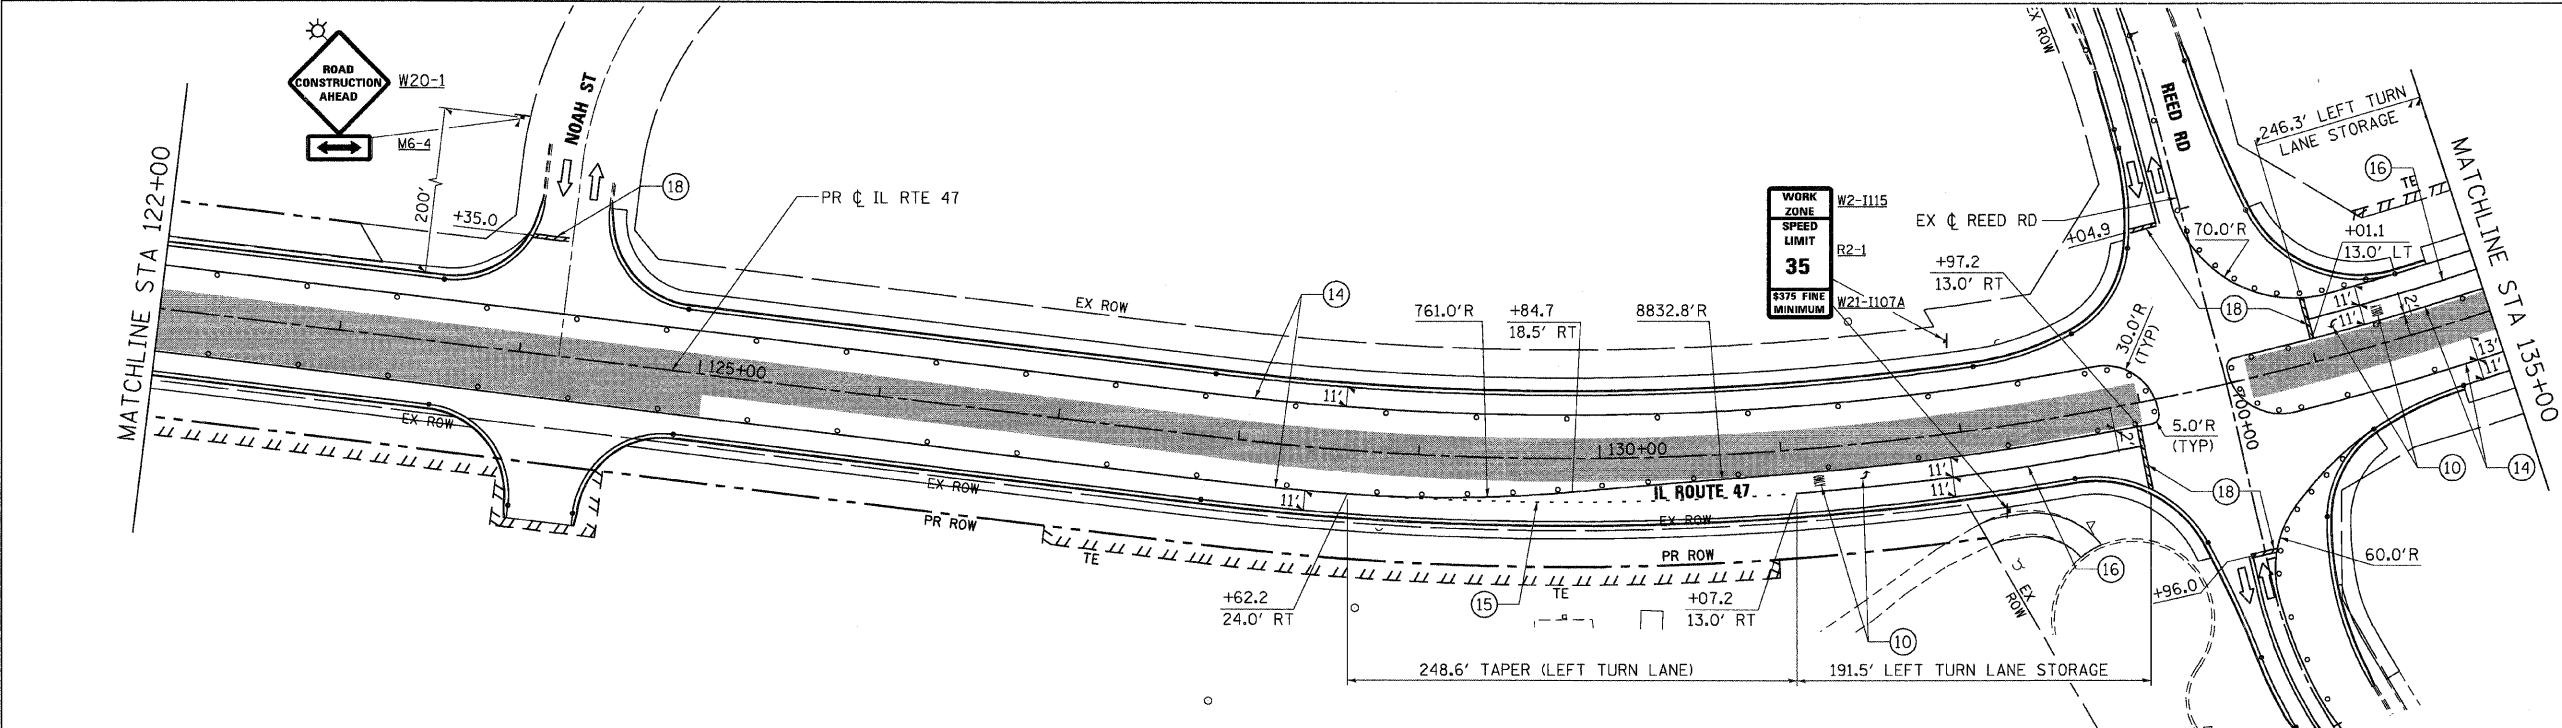 MATCHLINE STA 122+00
ROAD
CONSTRUCTION
AHEAD
W20-1
M6-4
200'
+35.0
NOAH ST
18
PR ℄ IL RTE 47
125+00
EX ROW
EX ROW
EX ROW
PR ROW
TE
14
11'
11'
761.0'R
+84.7
18.5' RT
8832.8'R
130+00
IL ROUTE 47
EX ROW
PR ROW
TE
+62.2
24.0' RT
15
+07.2
13.0' RT
10
248.6' TAPER (LEFT TURN LANE)
191.5' LEFT TURN LANE STORAGE
WORK
ZONE
SPEED
LIMIT
35
$375 FINE
MINIMUM
W2-I115
R2-1
W21-I107A
EX ROW
REED RD
EX ℄ REED RD
+04.9
+97.2
13.0' RT
30.0'R
(TYP)
5.0'R
(TYP)
2'
11'
11'
16
EX
ROW
18
+96.0
60.0'R
700+00
70.0'R
18
246.3' LEFT TURN
LANE STORAGE
16
TE
+01.1
13.0' LT
11'
11'
2'
13'
11'
10
14
MATCHLINE STA 135+00